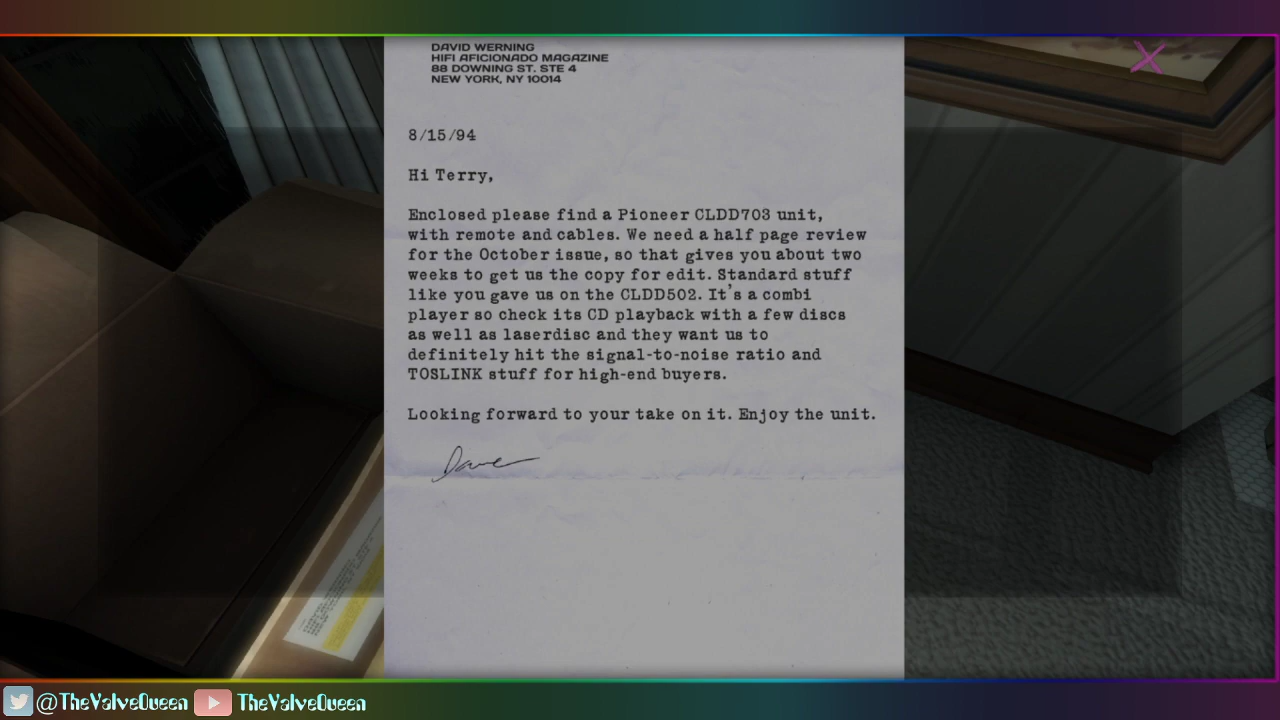 DAVID WERNING
HIFI AFICIONADO MAGAZINE
88 DOWNING ST. STE 4
NEW YORK, NY 10014
8/15/94
Hi Terry,
Enclosed please find a Pioneer CLDD703 unit,
with remote and cables. We need a half page review
for the October issue, so that gives you about two
weeks to get us the copy for edit. Standard stuff
like you gave us on the CLDD502. It's a combi
player so check its CD playback with a few discs
as well as laserdisc and they want us to
definitely hit the signal-to-noise ratio and
TOSLINK stuff for high-end buyers.
Looking forward to your take on it. Enjoy the unit.
Dave
@TheValveQueen
TheValveQueen